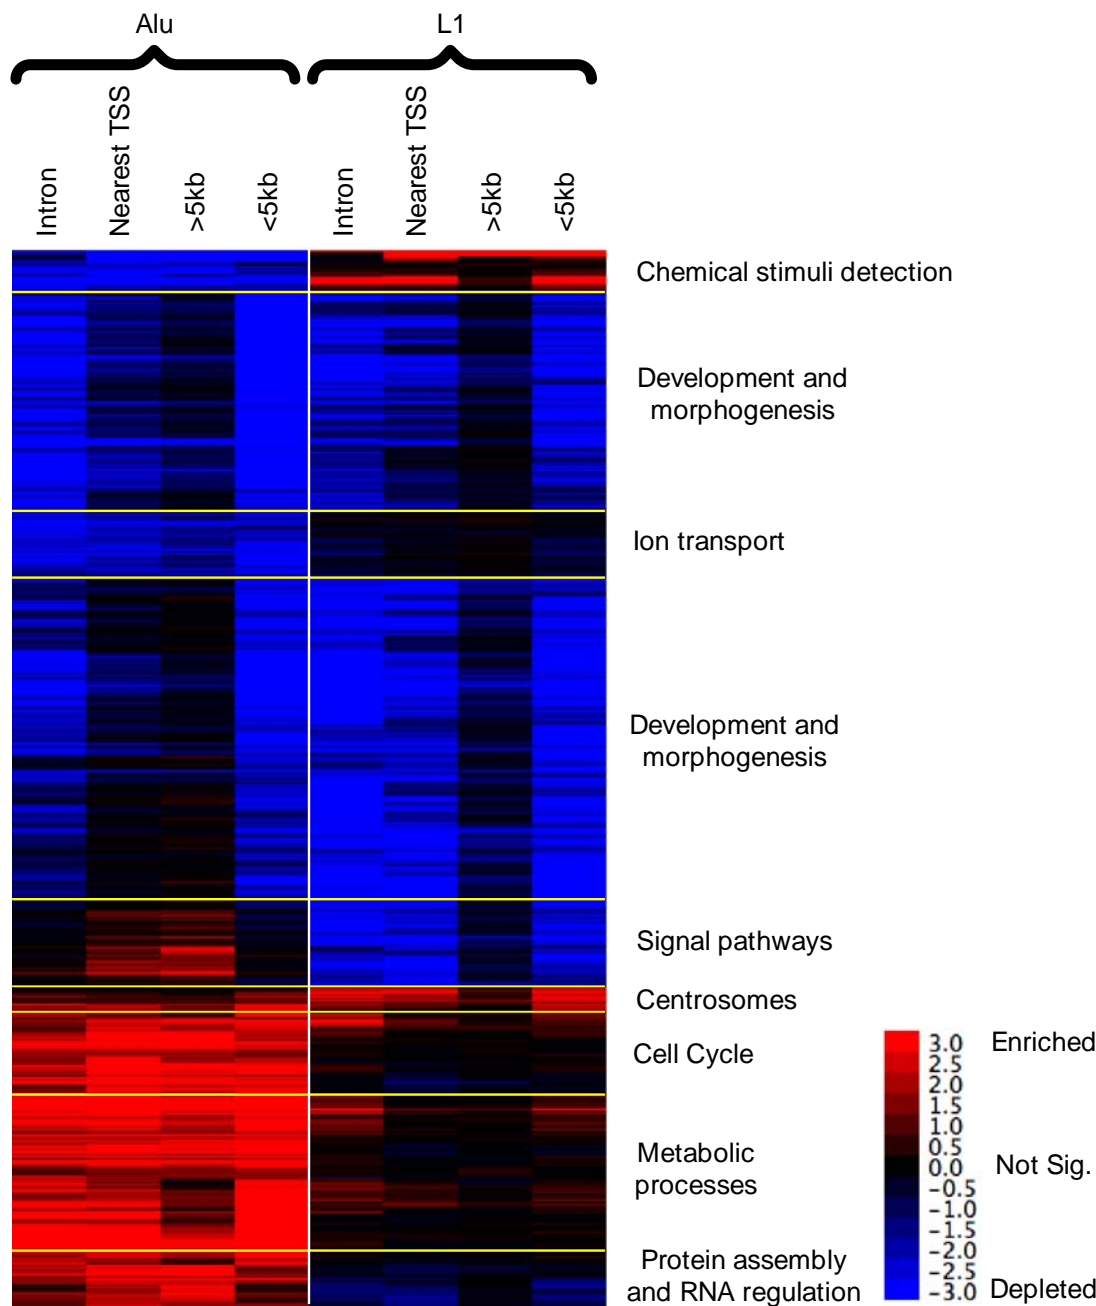 Alu
L1
Intron
Nearest TSS
>5kb
<5kb
Intron
Nearest TSS
>5kb
<5kb
Chemical stimuli detection
Development and
morphogenesis
Ion transport
Development and
morphogenesis
Signal pathways
Centrosomes
Cell Cycle
Metabolic
processes
Protein assembly
and RNA regulation
3.0
2.5
2.0
1.5
1.0
0.5
0.0
−0.5
−1.0
−1.5
−2.0
−2.5
−3.0
Enriched
Not Sig.
Depleted